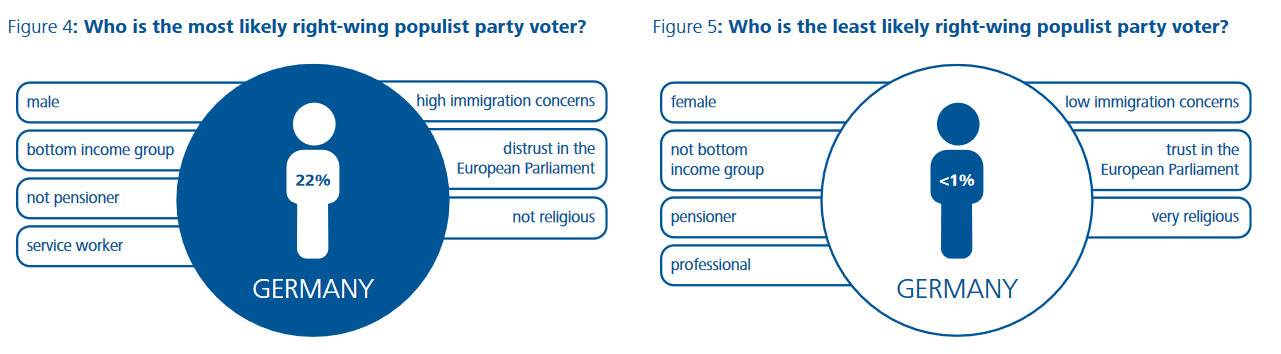 Figure 4: Who is the most likely right-wing populist party voter?
male
bottom income group
not pensioner
service worker
high immigration concerns
distrust in the
European Parliament
not religious
22%
GERMANY
Figure 5: Who is the least likely right-wing populist party voter?
female
not bottom
income group
pensioner
professional
low immigration concerns
trust in the
European Parliament
very religious
<1%
GERMANY